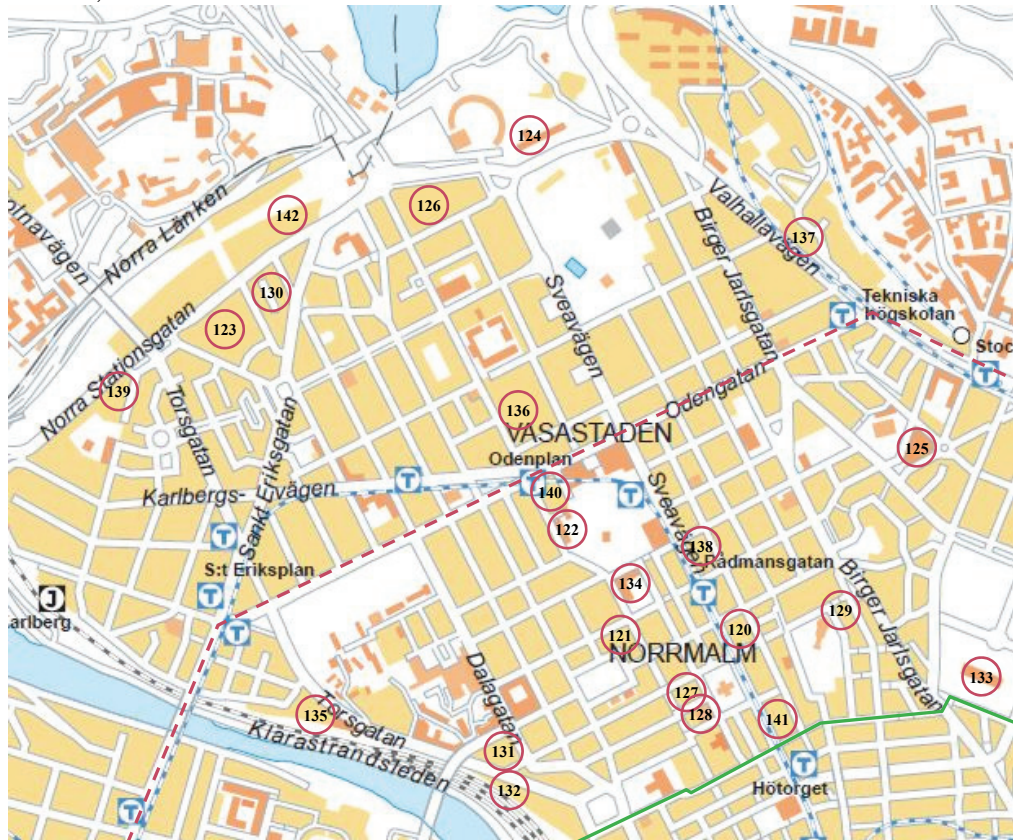 124
126
142
Norra Länken
Valhallavägen
137
Birger Jarlsgatan
130
Sveavägen
Tekniska
högskolan
T
123
Norra Stationsgatan
Stoc
T
139
Torsgatan
Odengatan
136
VASASTADEN
125
Sankt Eriksgatan
Odenplan
T
T
140
T
Karlbergs-
vägen
Sveavägen
122
T
138
Rådmansgatan
S:t Eriksplan
Birger Jarlsgatan
134
T
T
J
arlberg
129
T
121
120
NORRMALM
Dalagatan
133
127
128
135
Torsgatan
141
Klarastrandsleden
131
T
Hötorget
132
T